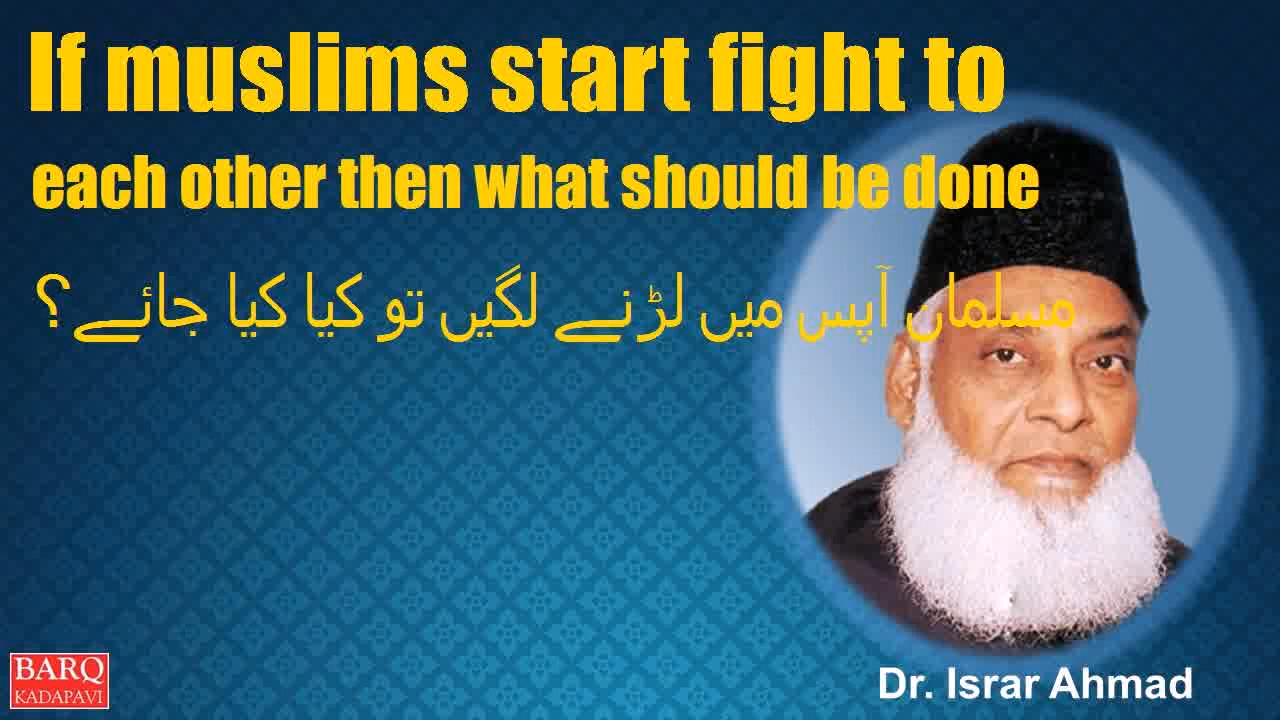 If muslims start fight to
each other then what should be done
مسلمان آپس میں لڑنے لگیں تو کیا کیا جائے؟
Dr. Israr Ahmad
BARQ
KADAPAVI